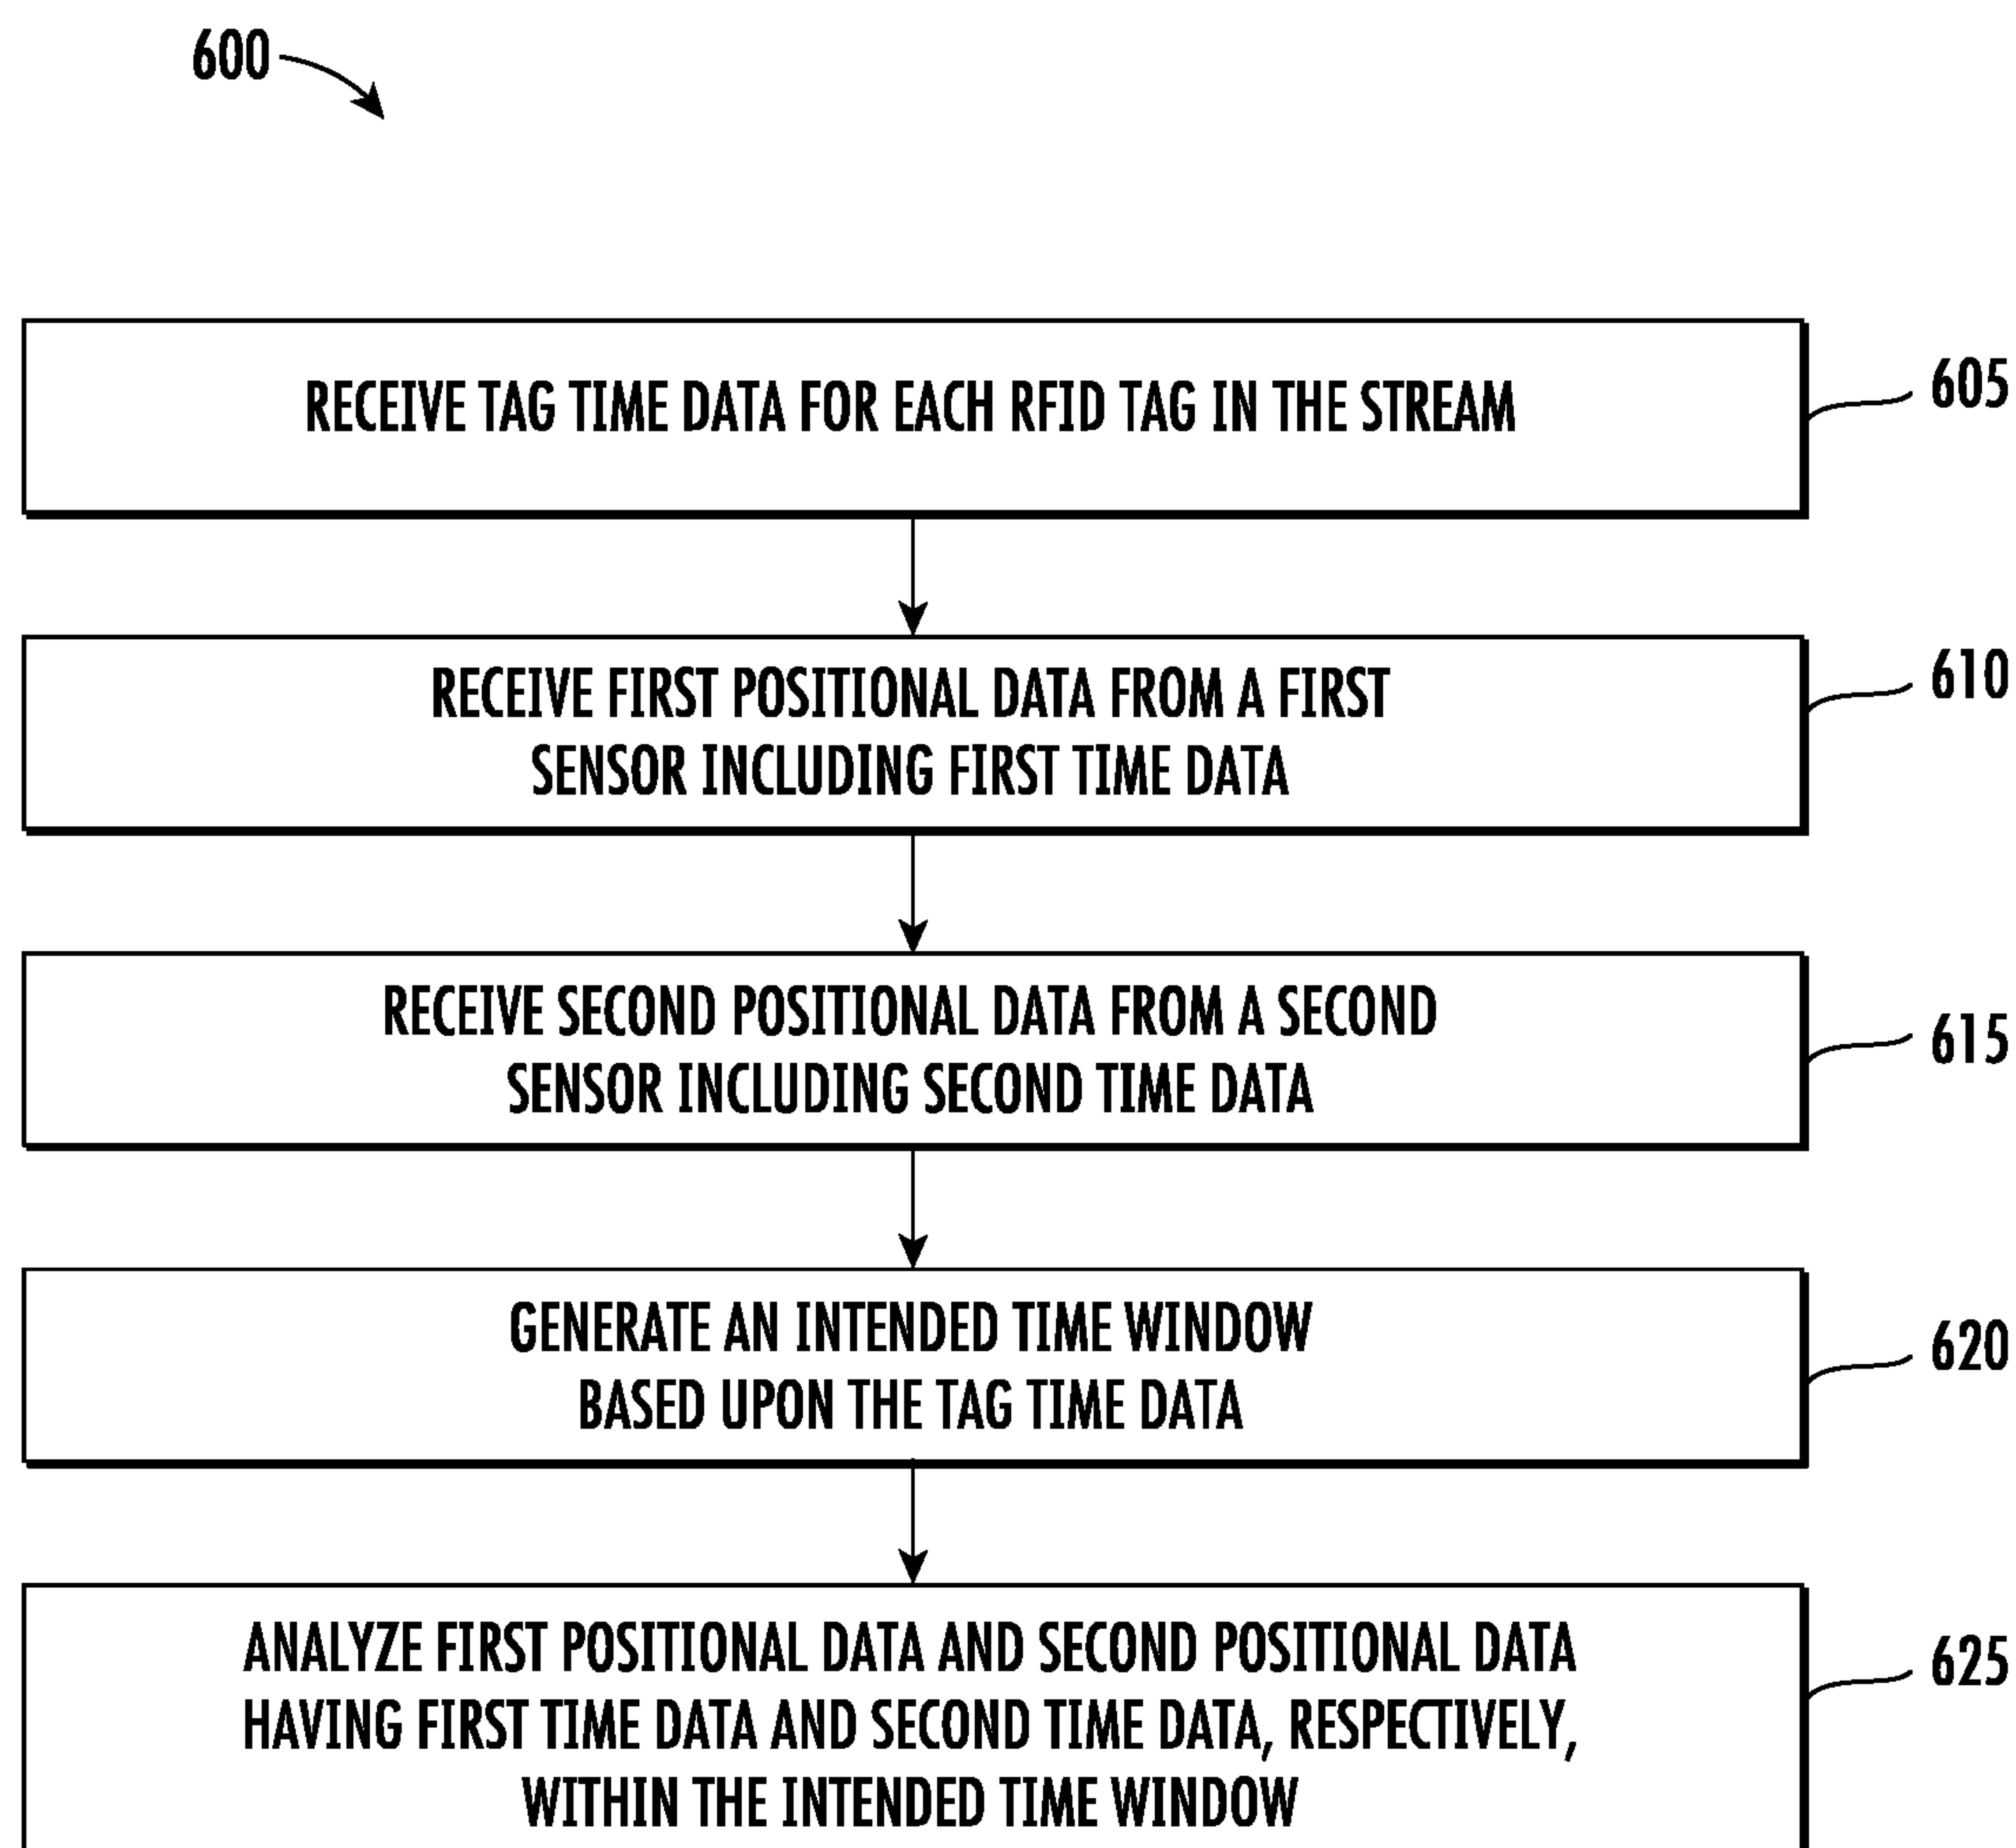 600
RECEIVE TAG TIME DATA FOR EACH RFID TAG IN THE STREAM
605
RECEIVE FIRST POSITIONAL DATA FROM A FIRST
SENSOR INCLUDING FIRST TIME DATA
610
RECEIVE SECOND POSITIONAL DATA FROM A SECOND
SENSOR INCLUDING SECOND TIME DATA
615
GENERATE AN INTENDED TIME WINDOW
BASED UPON THE TAG TIME DATA
620
ANALYZE FIRST POSITIONAL DATA AND SECOND POSITIONAL DATA
HAVING FIRST TIME DATA AND SECOND TIME DATA, RESPECTIVELY,
WITHIN THE INTENDED TIME WINDOW
625